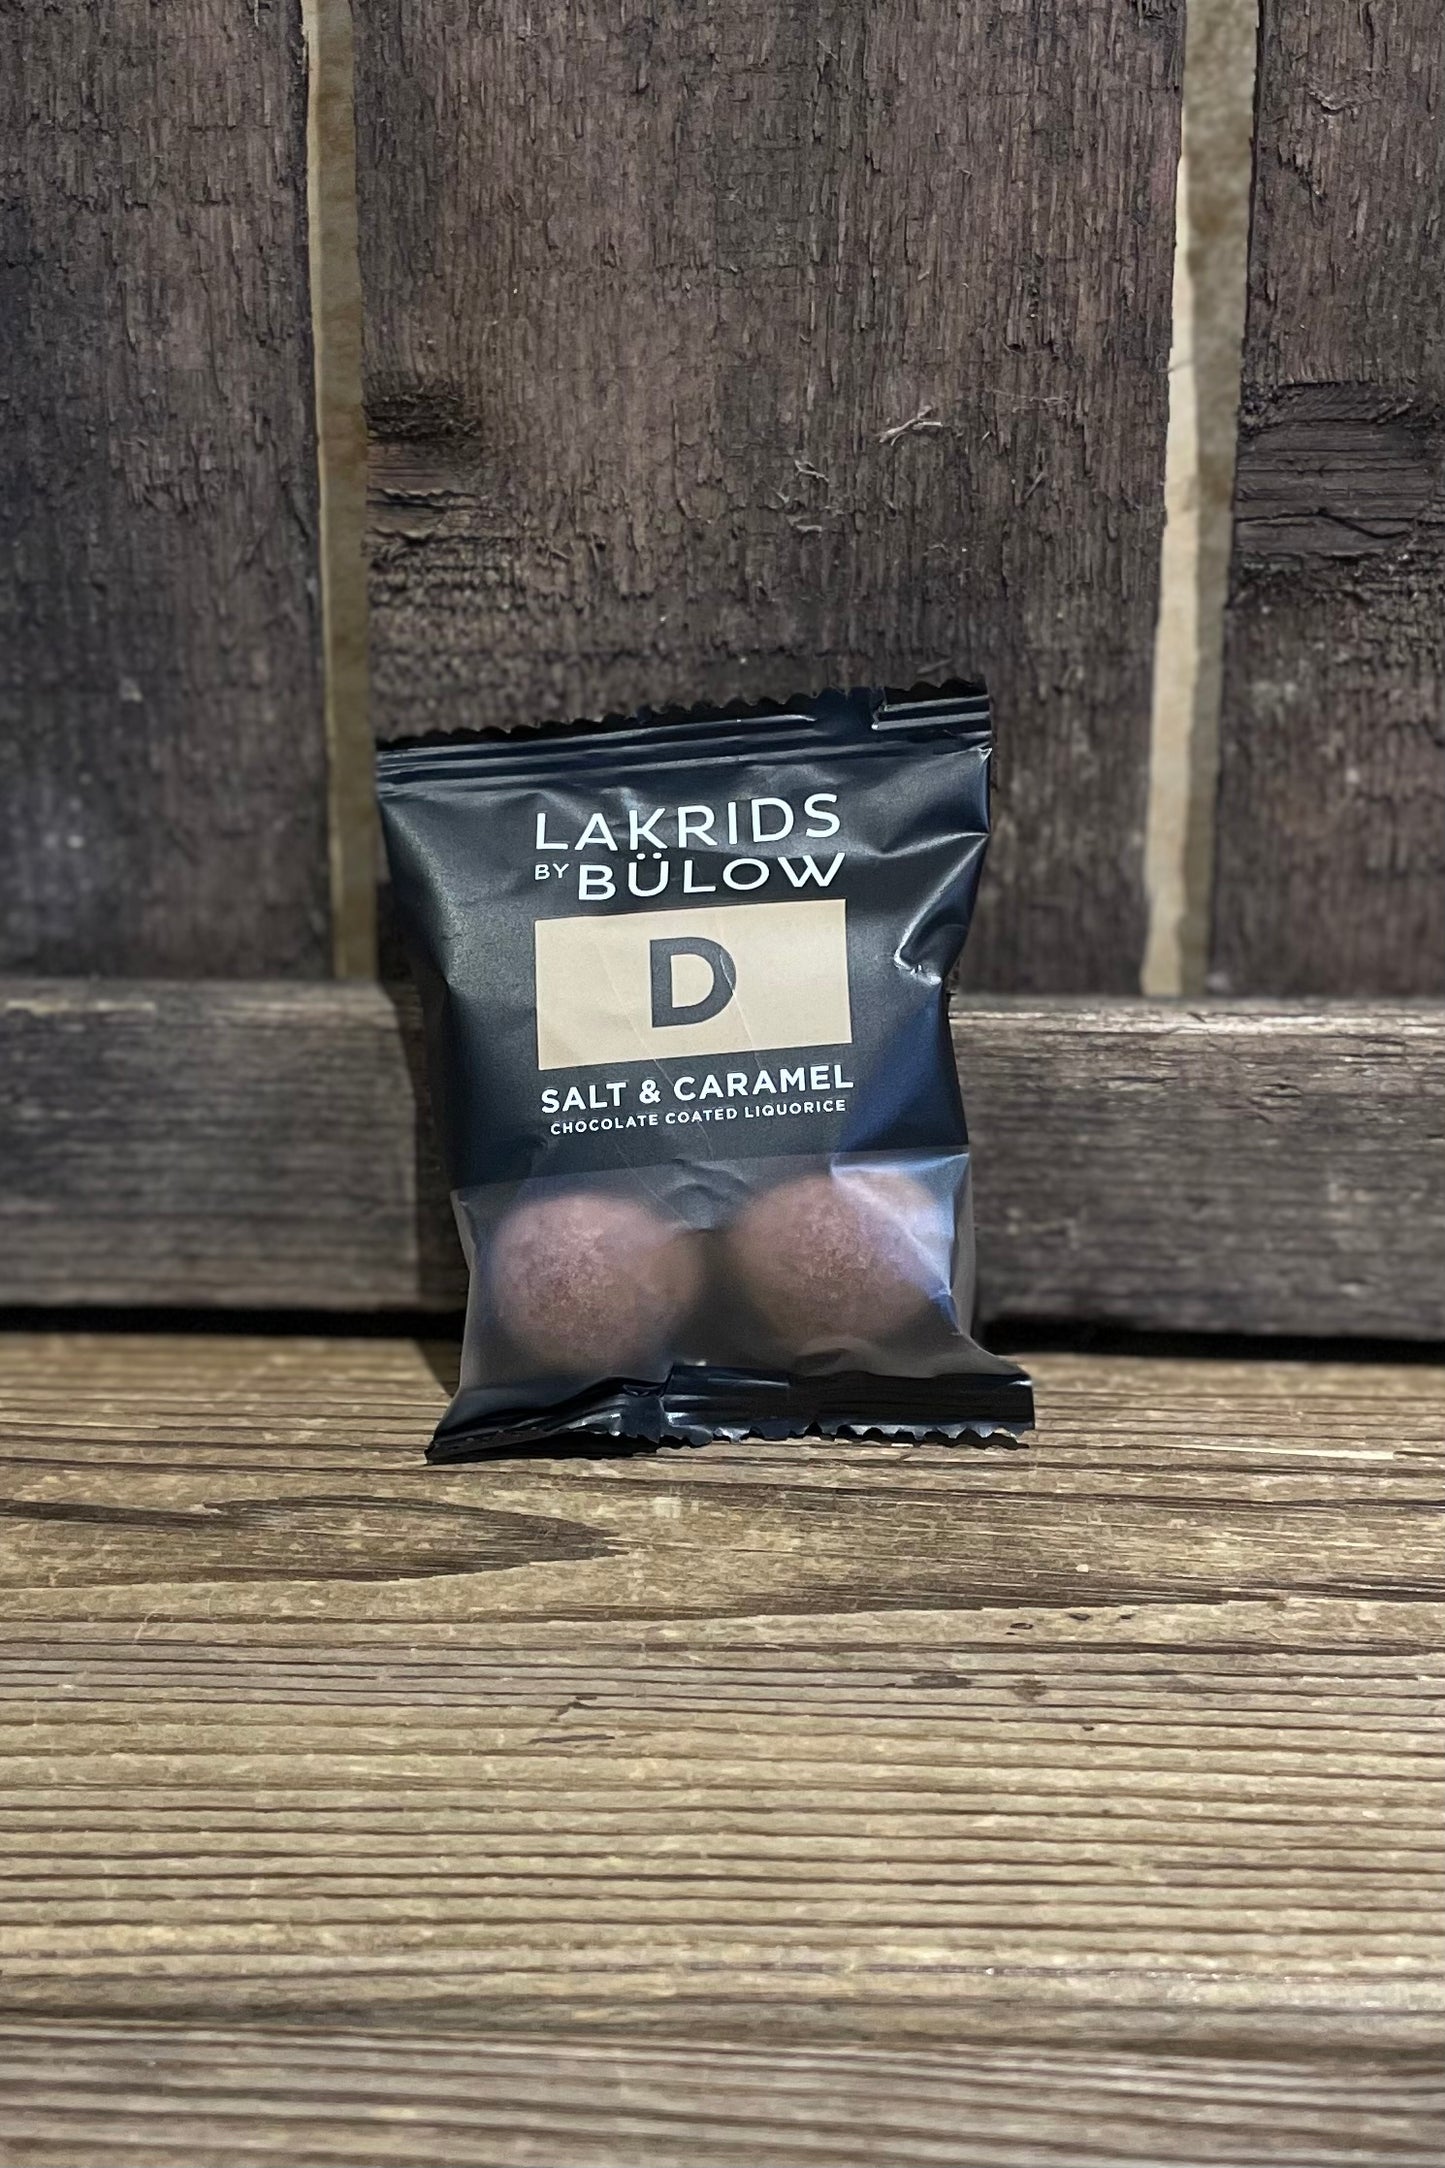 LAKRIDS
BY BÜLOW
D
SALT & CARAMEL
CHOCOLATE COATED LIQUORICE